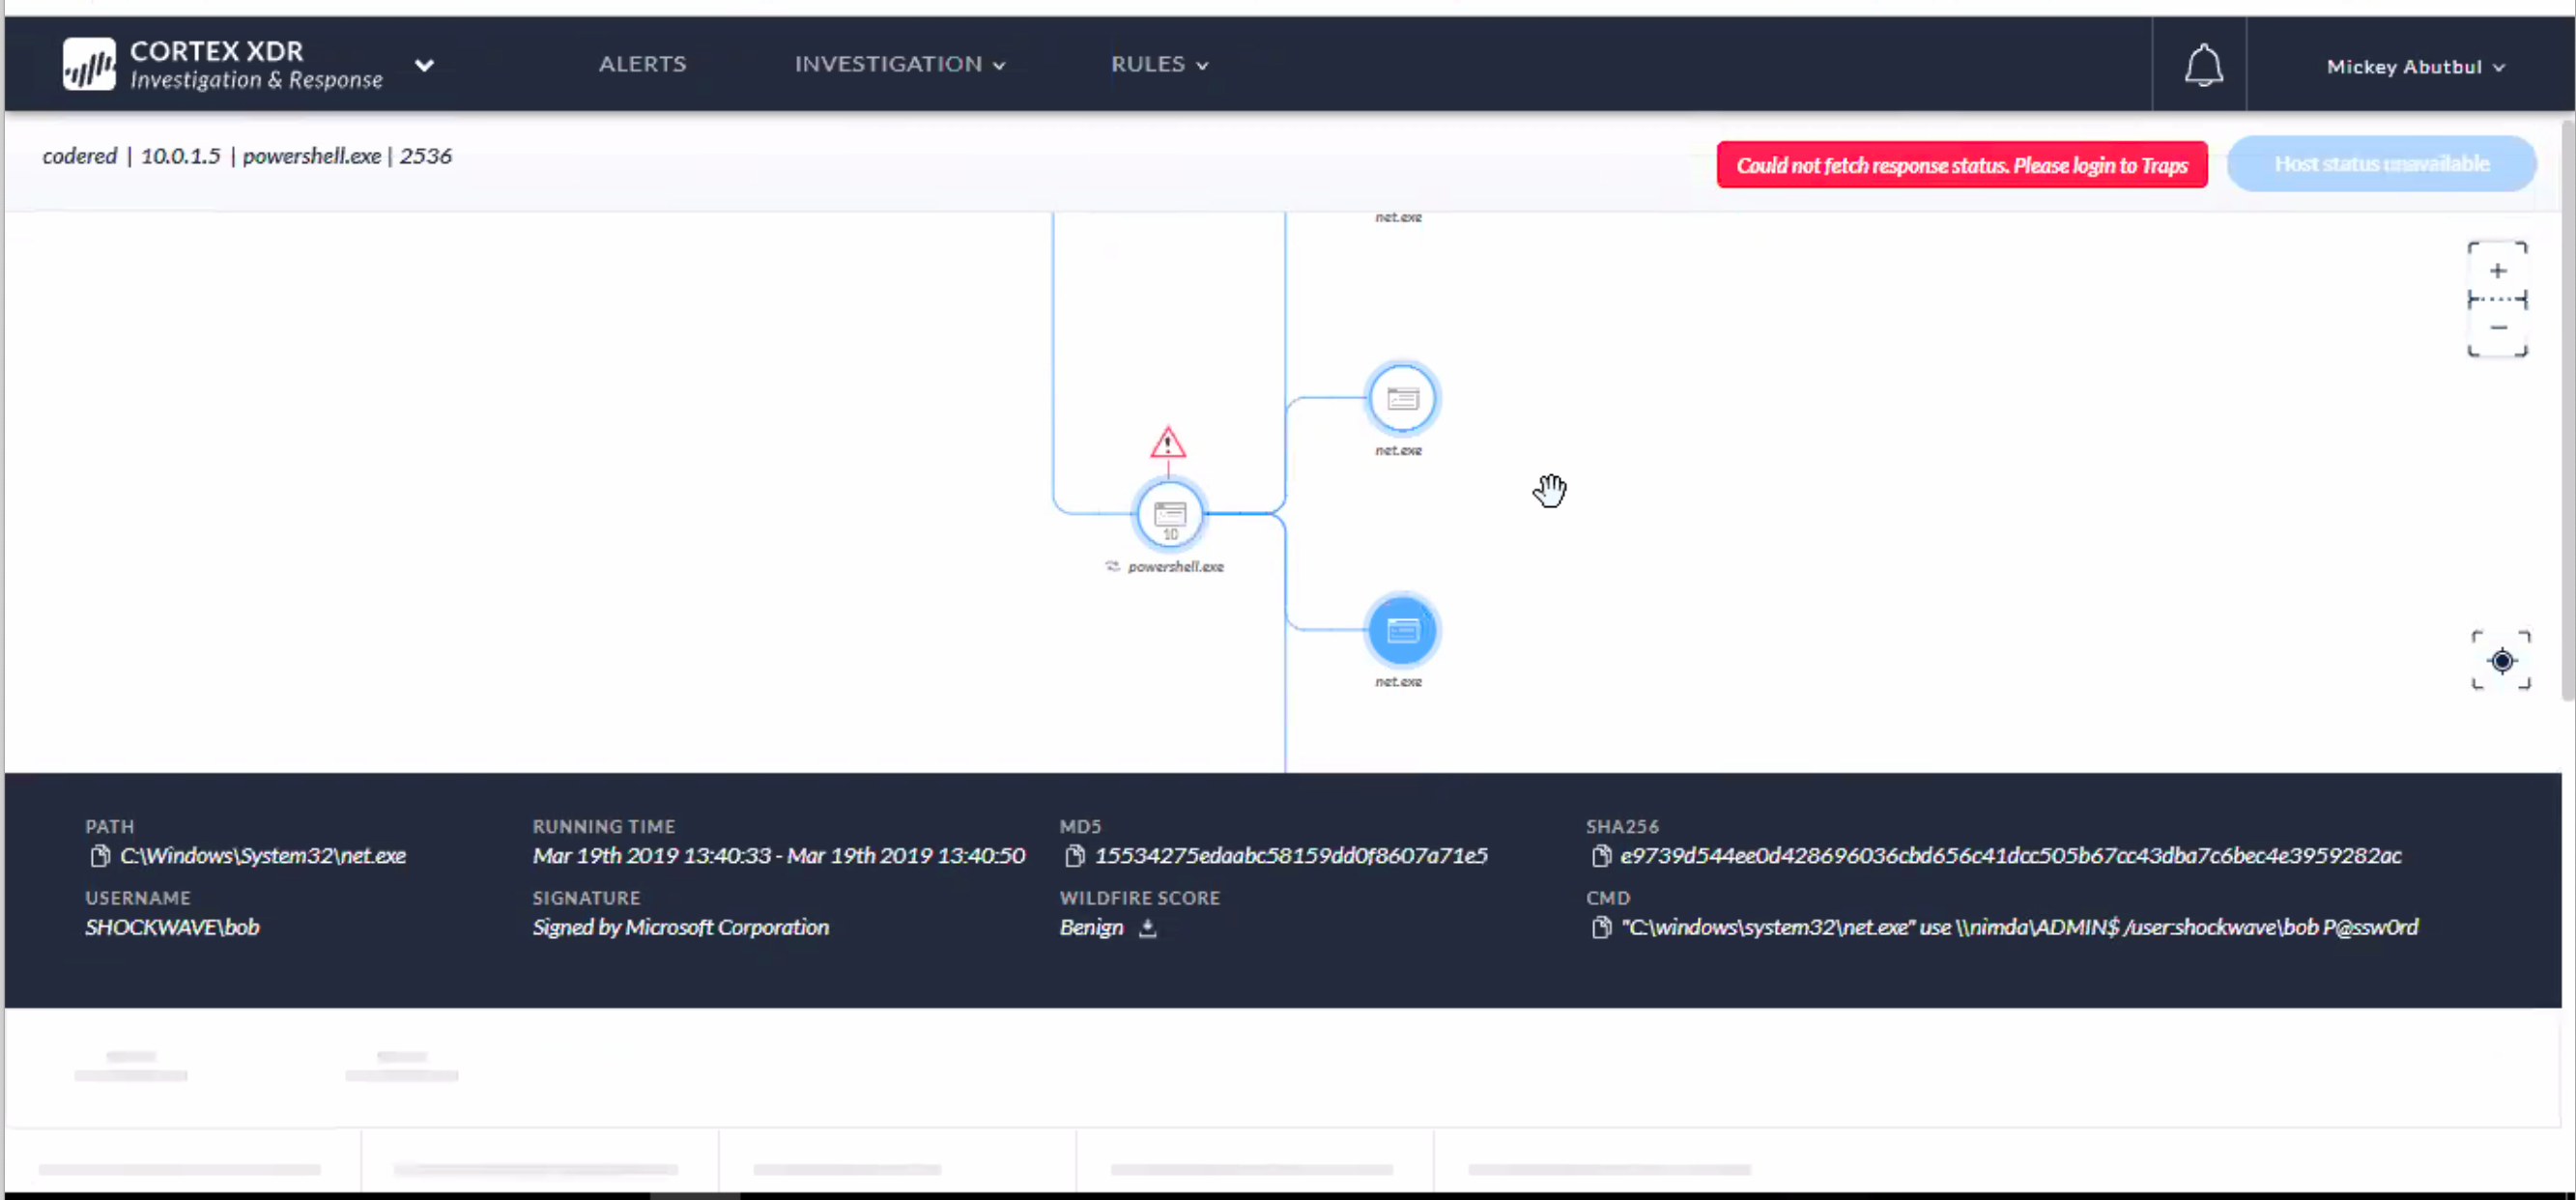 CORTEX XDR
Investigation & Response
ALERTS
INVESTIGATION
RULES
Mickey Abutbul
codered | 10.0.1.5 | powershell.exe | 2536
Could not fetch response status. Please login to Traps
Host status unavailable
net.exe
net.exe
10
powershell.exe
net.exe
PATH
C:\Windows\System32\net.exe
RUNNING TIME
Mar 19th 2019 13:40:33 - Mar 19th 2019 13:40:50
MD5
15534275edaabc58159dd0f8607a71e5
SHA256
e9739d544ee0d428696036cbd656c41dcc505b67cc43dba7c6bec4e3959282ac
USERNAME
SHOCKWAVE\bob
SIGNATURE
Signed by Microsoft Corporation
WILDFIRE SCORE
Benign
CMD
"C:\windows\system32\net.exe" use \\nimda\ADMIN$ /user:shockwave\bob P@ssw0rd